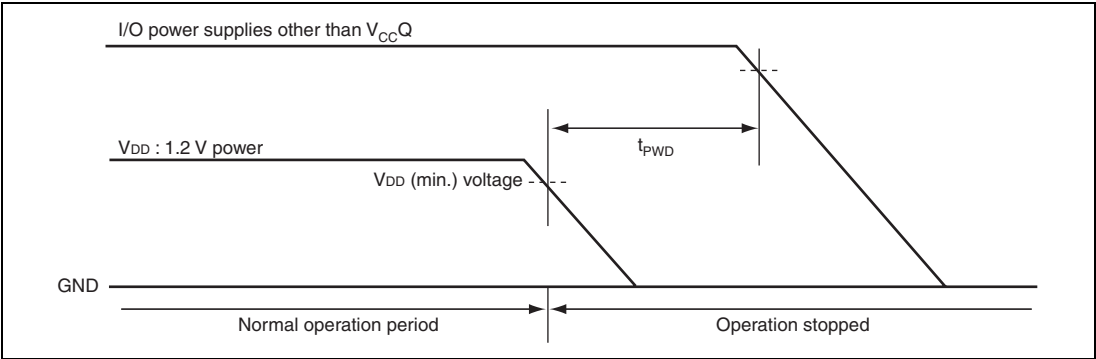 I/O power supplies other than VCCQ
VDD : 1.2 V power
tPWD
VDD (min.) voltage
GND
Normal operation period
Operation stopped